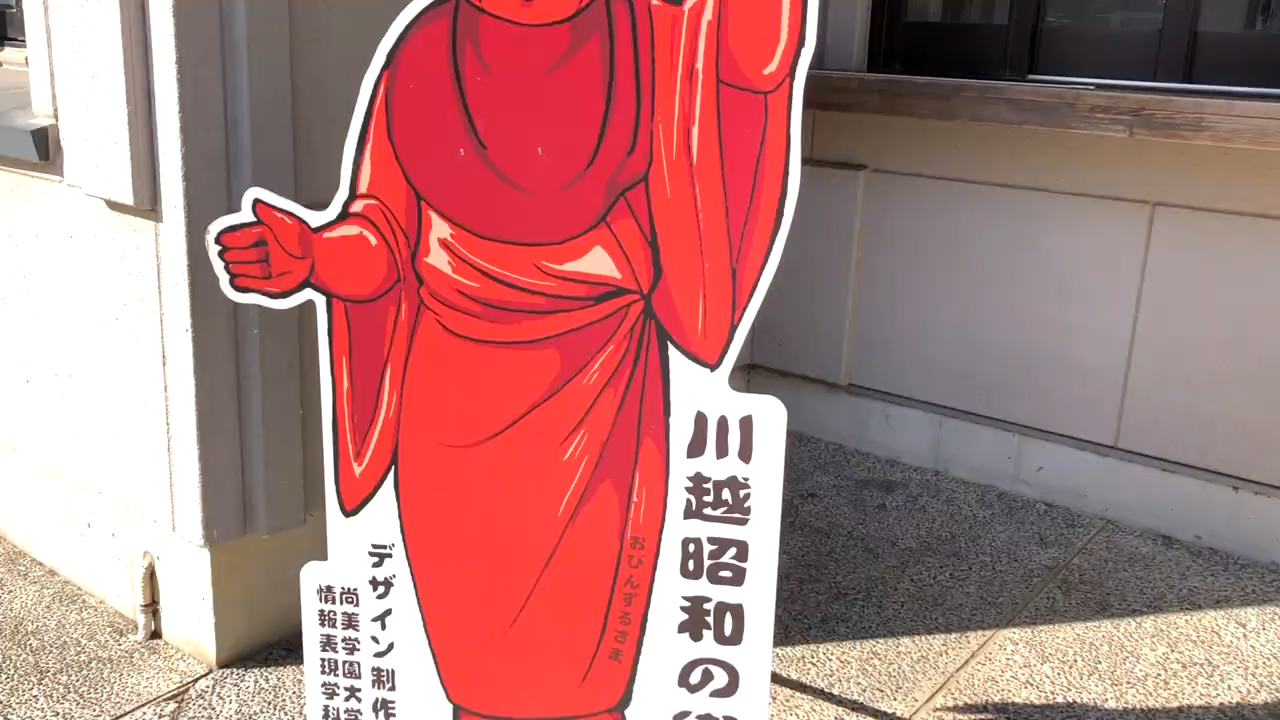 川越昭和の
おびんずるさま
デザイン制作
尚美学園大学
情報表現学科